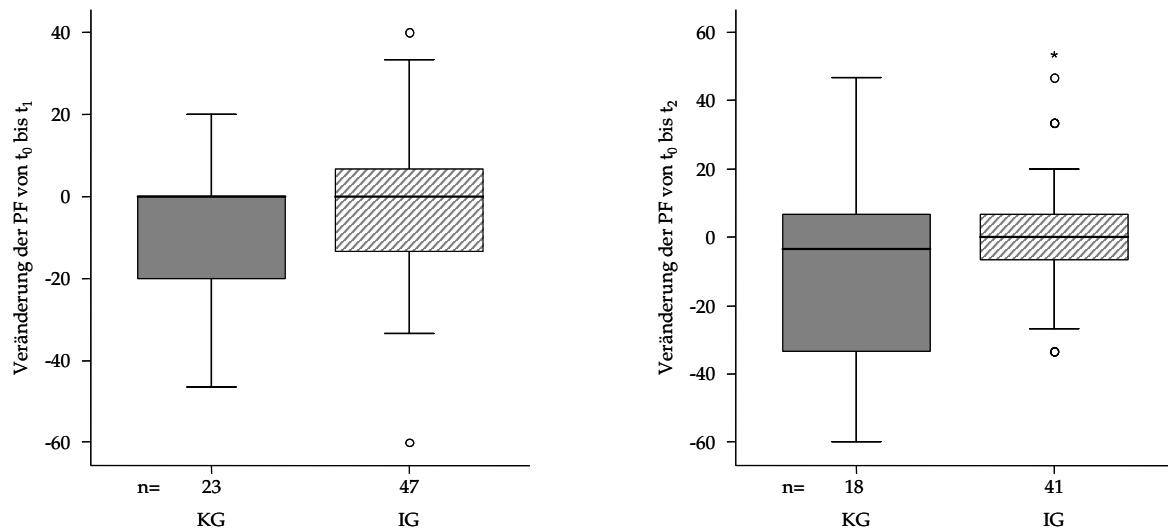 Veränderung der PF von t0 bis t1
40
20
0
-20
-40
-60
n= 23 47
KG IG
Veränderung der PF von t0 bis t2
60
40
20
0
-20
-40
-60
*
n= 18 41
KG IG